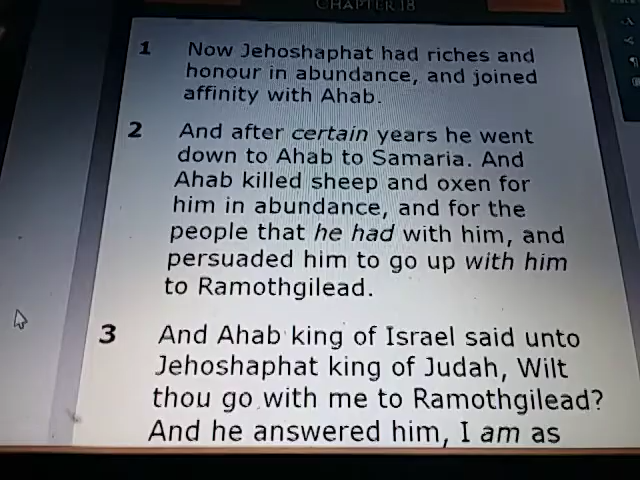 CHAPTER 18
1 Now Jehoshaphat had riches and
honour in abundance, and joined
affinity with Ahab.
2 And after certain years he went
down to Ahab to Samaria. And
Ahab killed sheep and oxen for
him in abundance, and for the
people that he had with him, and
persuaded him to go up with him
to Ramothgilead.
3 And Ahab king of Israel said unto
Jehoshaphat king of Judah, Wilt
thou go with me to Ramothgilead?
And he answered him, I am as